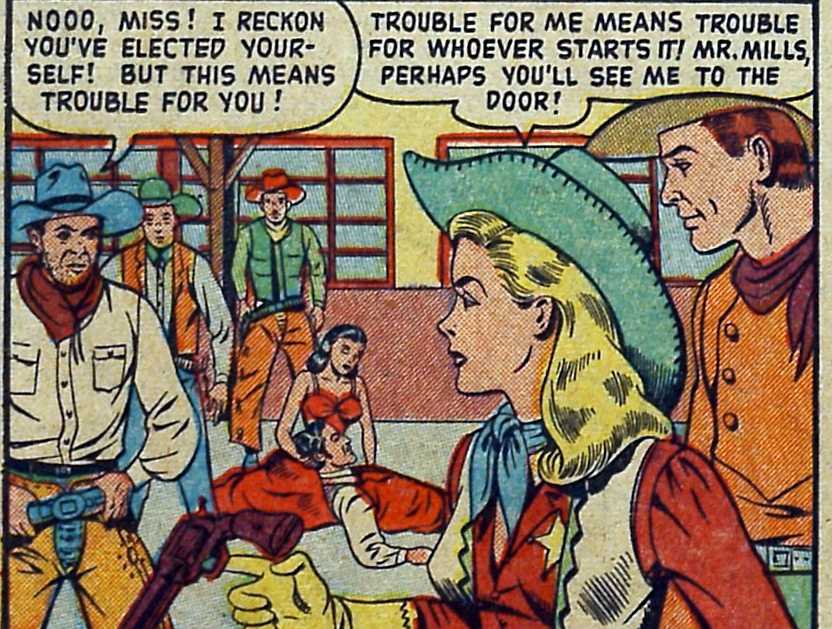 NOOO, MISS! I RECKON
YOU'VE ELECTED YOUR-
SELF! BUT THIS MEANS
TROUBLE FOR YOU!
TROUBLE FOR ME MEANS TROUBLE
FOR WHOEVER STARTS IT! MR. MILLS,
PERHAPS YOU'LL SEE ME TO THE
DOOR!